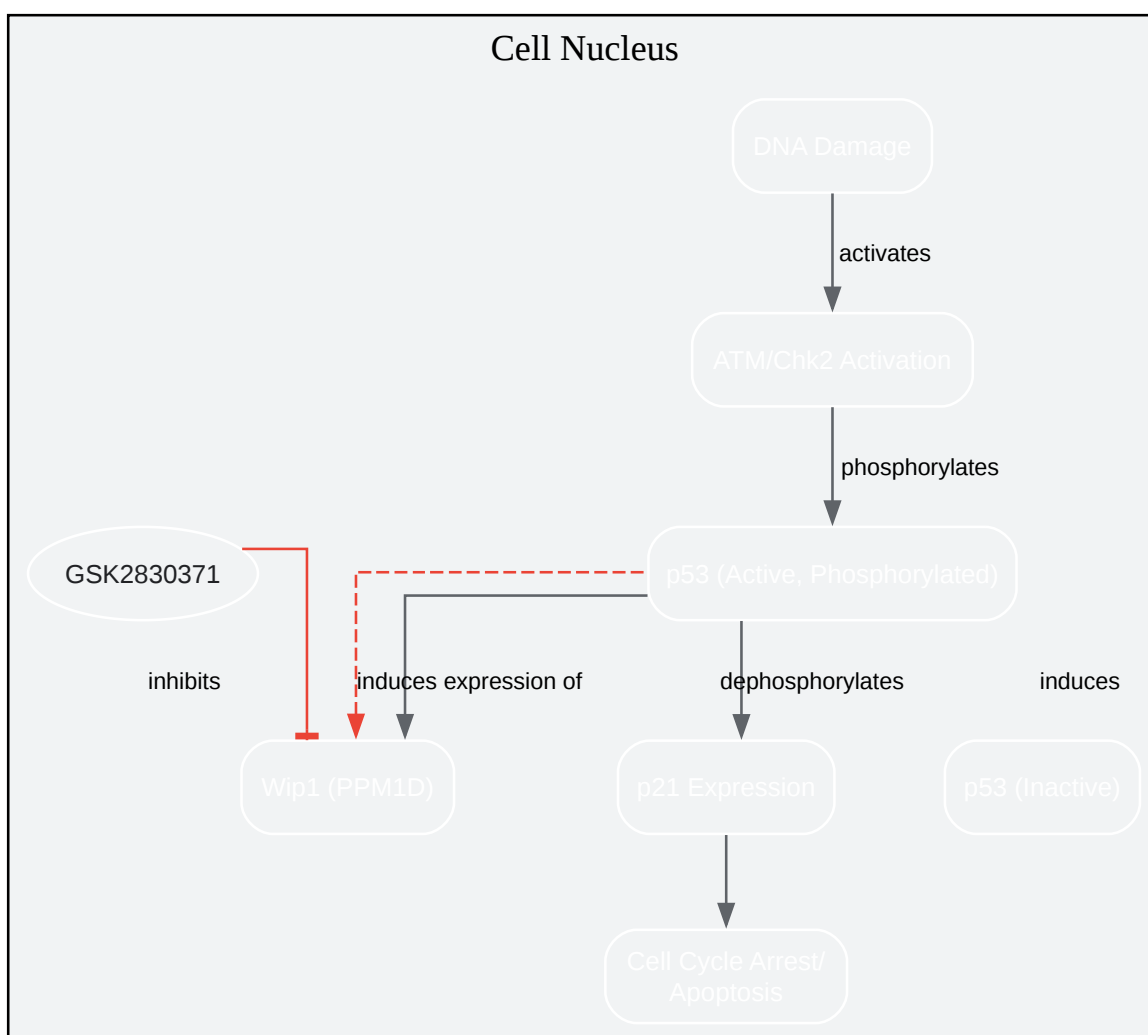 Cell Nucleus
DNA Damage
activates
ATM/Chk2 Activation
phosphorylates
GSK2830371
p53 (Active, Phosphorylated)
inhibits
induces expression of
dephosphorylates
induces
Wip1 (PPM1D)
p21 Expression
p53 (Inactive)
Cell Cycle Arrest/
Apoptosis